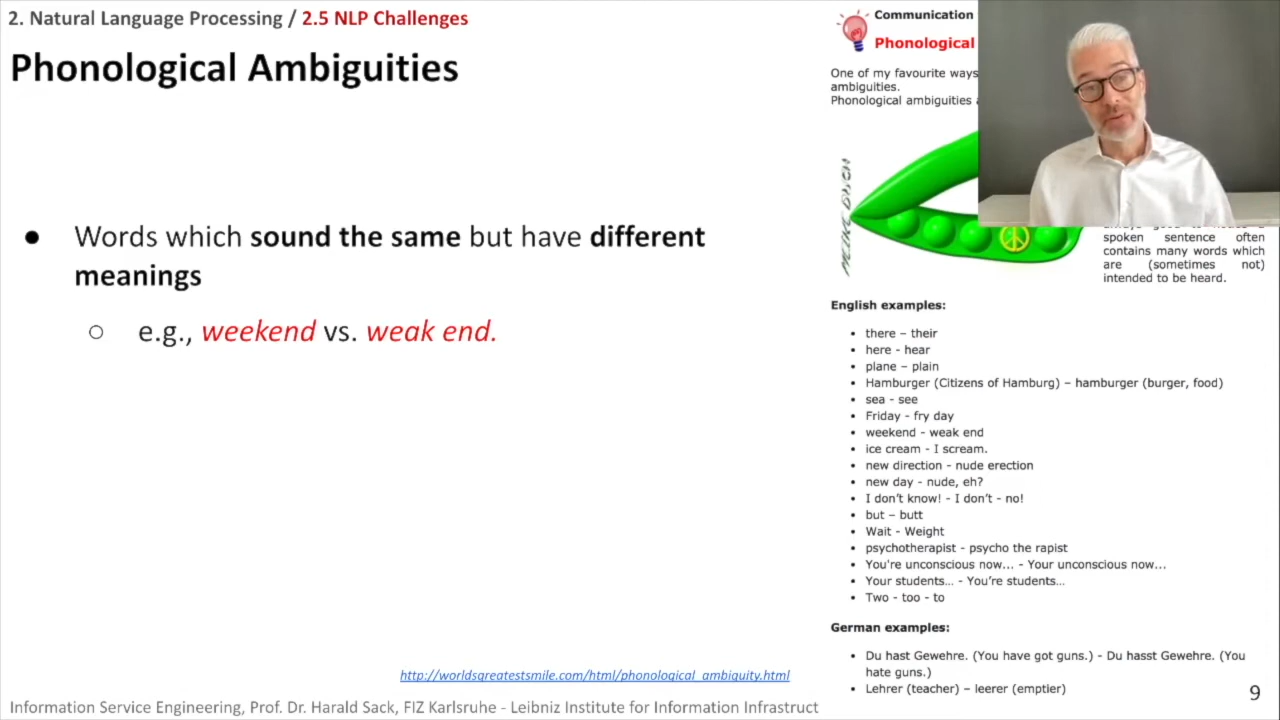 2. Natural Language Processing / 2.5 NLP Challenges
Phonological Ambiguities
● Words which sound the same but have different
meanings
○ e.g., weekend vs. weak end.
http://worldsgreatestsmile.com/html/phonological_ambiguity.html
Information Service Engineering, Prof. Dr. Harald Sack, FIZ Karlsruhe - Leibniz Institute for Information Infrastruct
Communication
Phonological
One of my favourite ways
ambiguities.
Phonological ambiguities
spoken sentence often
contains many words which
are (sometimes not)
intended to be heard.
English examples:
• there – their
• here - hear
• plane – plain
• Hamburger (Citizens of Hamburg) – hamburger (burger, food)
• sea - see
• Friday - fry day
• weekend - weak end
• ice cream - I scream.
• new direction - nude erection
• new day - nude, eh?
• I don't know! - I don't - no!
• but – butt
• Wait - Weight
• psychotherapist - psycho the rapist
• You're unconscious now... - Your unconscious now...
• Your students... - You're students...
• Two - too - to
German examples:
• Du hast Gewehre. (You have got guns.) - Du hasst Gewehre. (You
hate guns.)
• Lehrer (teacher) – leerer (emptier)
9